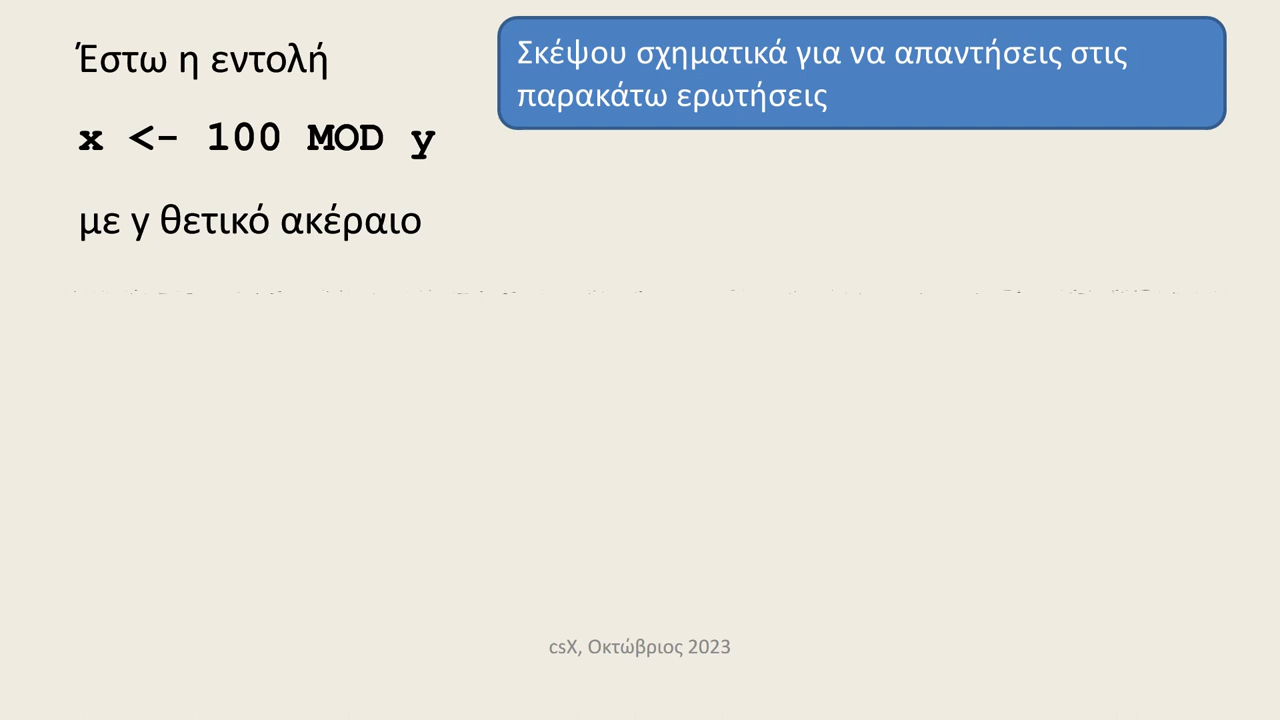 Έστω η εντολή
x <- 100 MOD y
με y θετικό ακέραιο
Σκέψου σχηματικά για να απαντήσεις στις
παρακάτω ερωτήσεις
csX, Οκτώβριος 2023